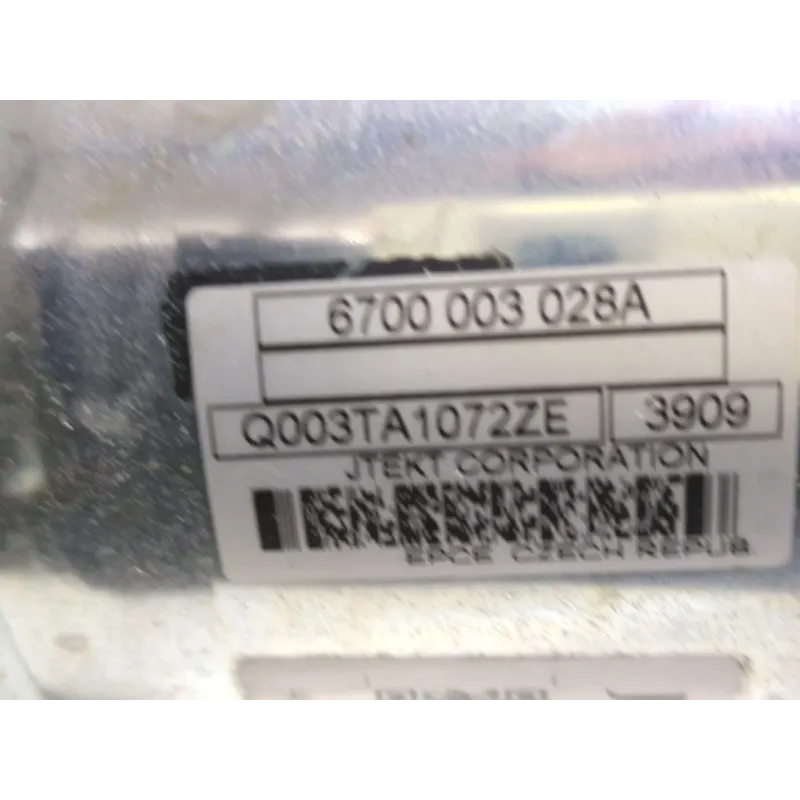 6700 003 028A
Q003TA1072ZE 3909
JTEKT CORPORATION
EPCE CZECH REPUB.